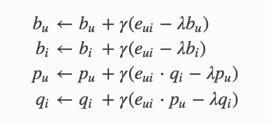 b_u ← b_u + γ(e_ui − λb_u)
b_i ← b_i + γ(e_ui − λb_i)
p_u ← p_u + γ(e_ui · q_i − λp_u)
q_i ← q_i + γ(e_ui · p_u − λq_i)